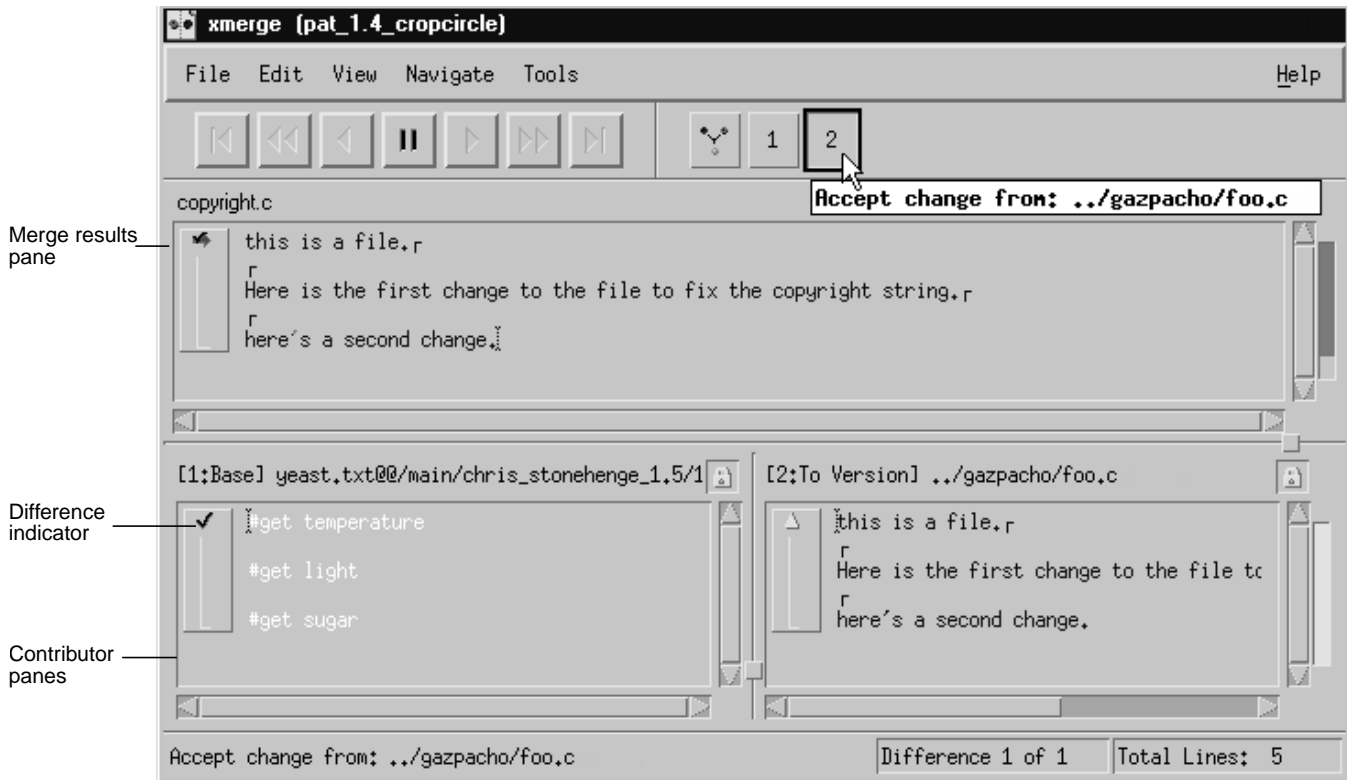 xmerge (pat_1.4_cropcircle)
File Edit View Navigate Tools Help
1 2
Accept change from: ../gazpacho/foo.c
copyright.c
Merge results
pane
this is a file.
Here is the first change to the file to fix the copyright string.
here's a second change.
[1:Base] yeast.txt@@/main/chris_stonehenge_1.5/1
[2:To Version] ../gazpacho/foo.c
Difference
indicator
#get temperature
#get light
#get sugar
this is a file.
Here is the first change to the file to
here's a second change.
Contributor
panes
Accept change from: ../gazpacho/foo.c
Difference 1 of 1
Total Lines: 5